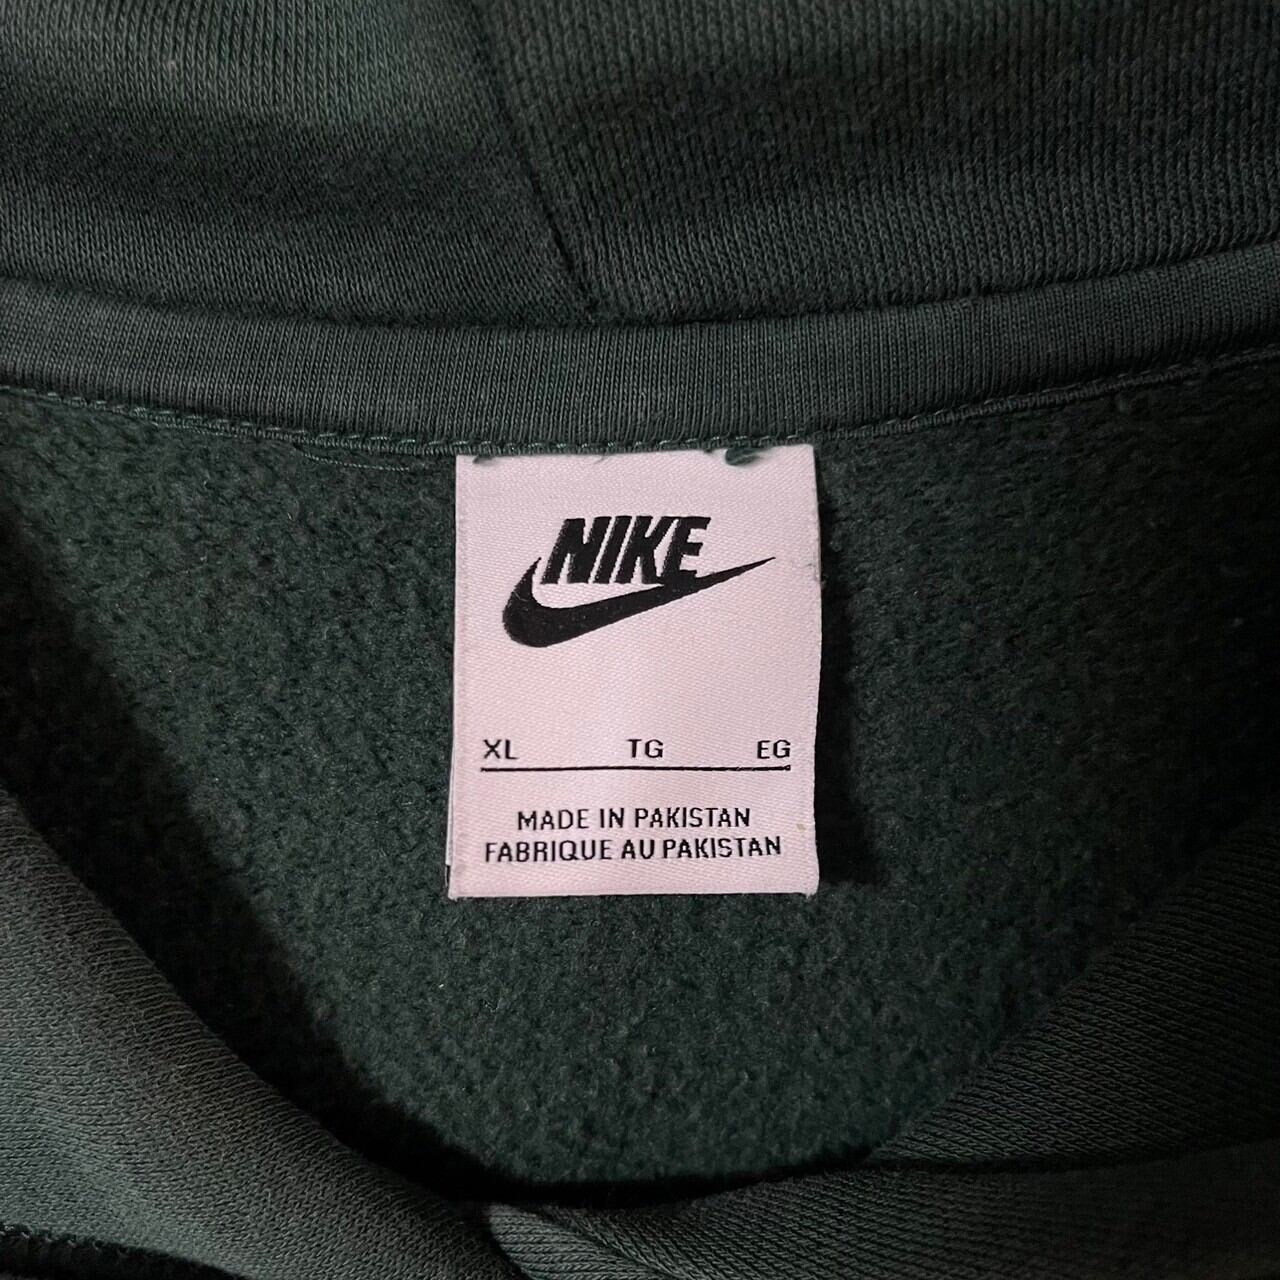 NIKE
XL TG EG
MADE IN PAKISTAN
FABRIQUE AU PAKISTAN